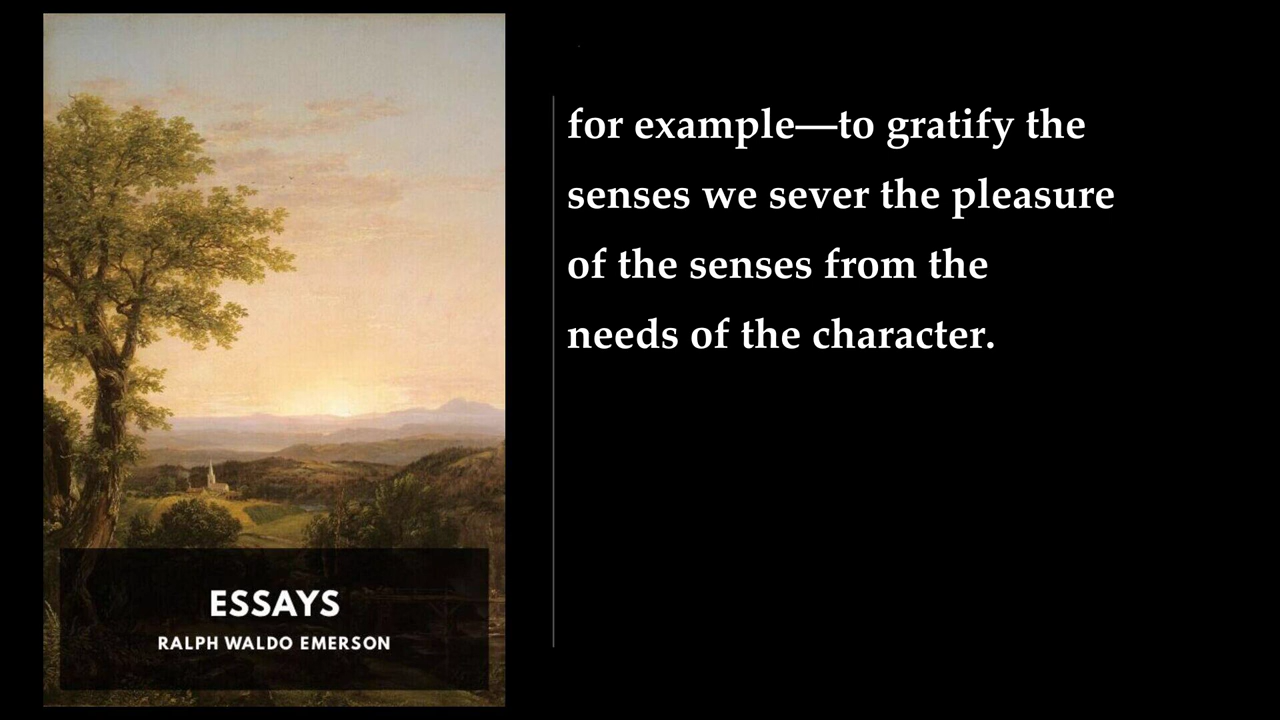 ESSAYS
RALPH WALDO EMERSON
for example—to gratify the
senses we sever the pleasure
of the senses from the
needs of the character.